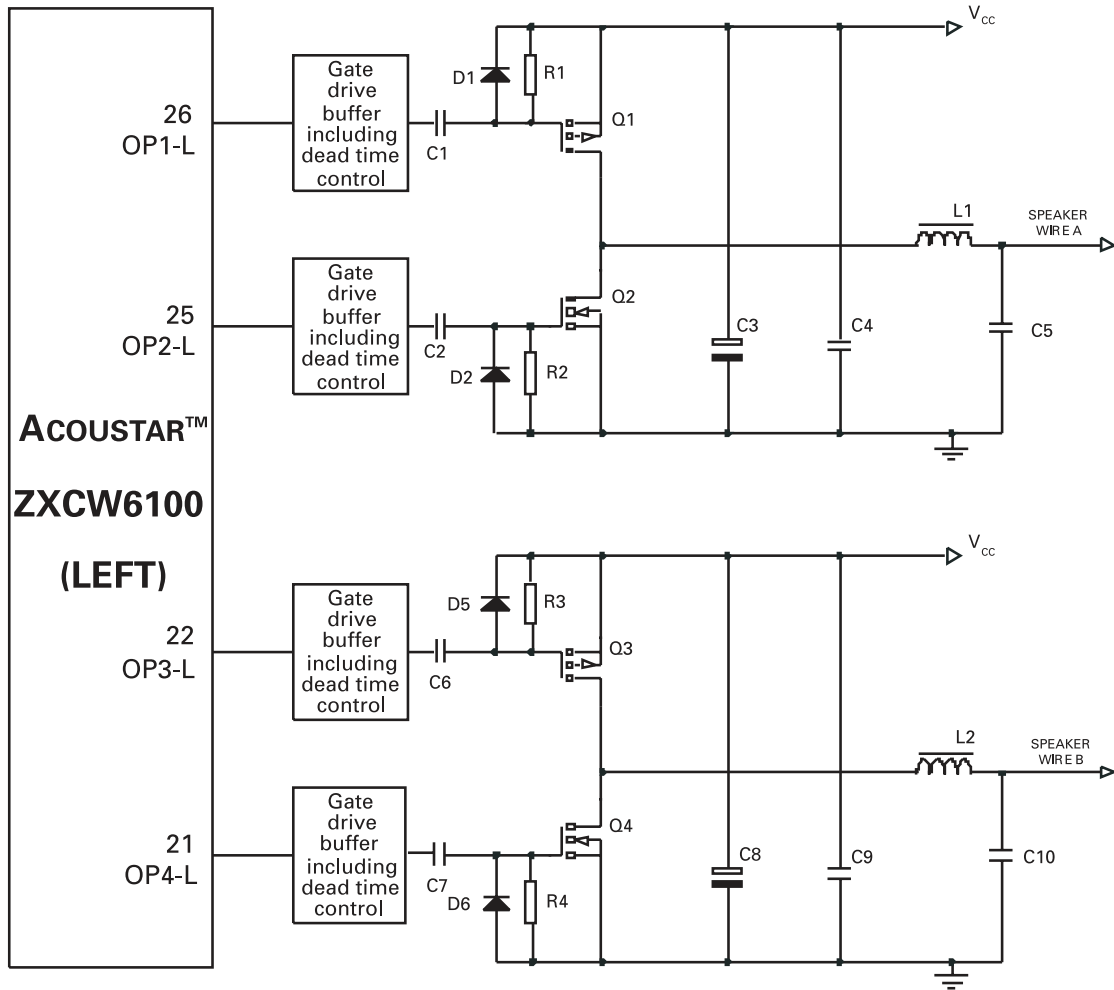 V_CC
Gate
drive
buffer
including
dead time
control
26
OP1-L
C1
D1
R1
Q1
L1
SPEAKER
WIRE A
Gate
drive
buffer
including
dead time
control
25
OP2-L
C2
D2
R2
Q2
C3
C4
C5
ACOUSTAR™
ZXCW6100
(LEFT)
V_CC
Gate
drive
buffer
including
dead time
control
22
OP3-L
C6
D5
R3
Q3
L2
SPEAKER
WIRE B
Gate
drive
buffer
including
dead time
control
21
OP4-L
C7
D6
R4
Q4
C8
C9
C10